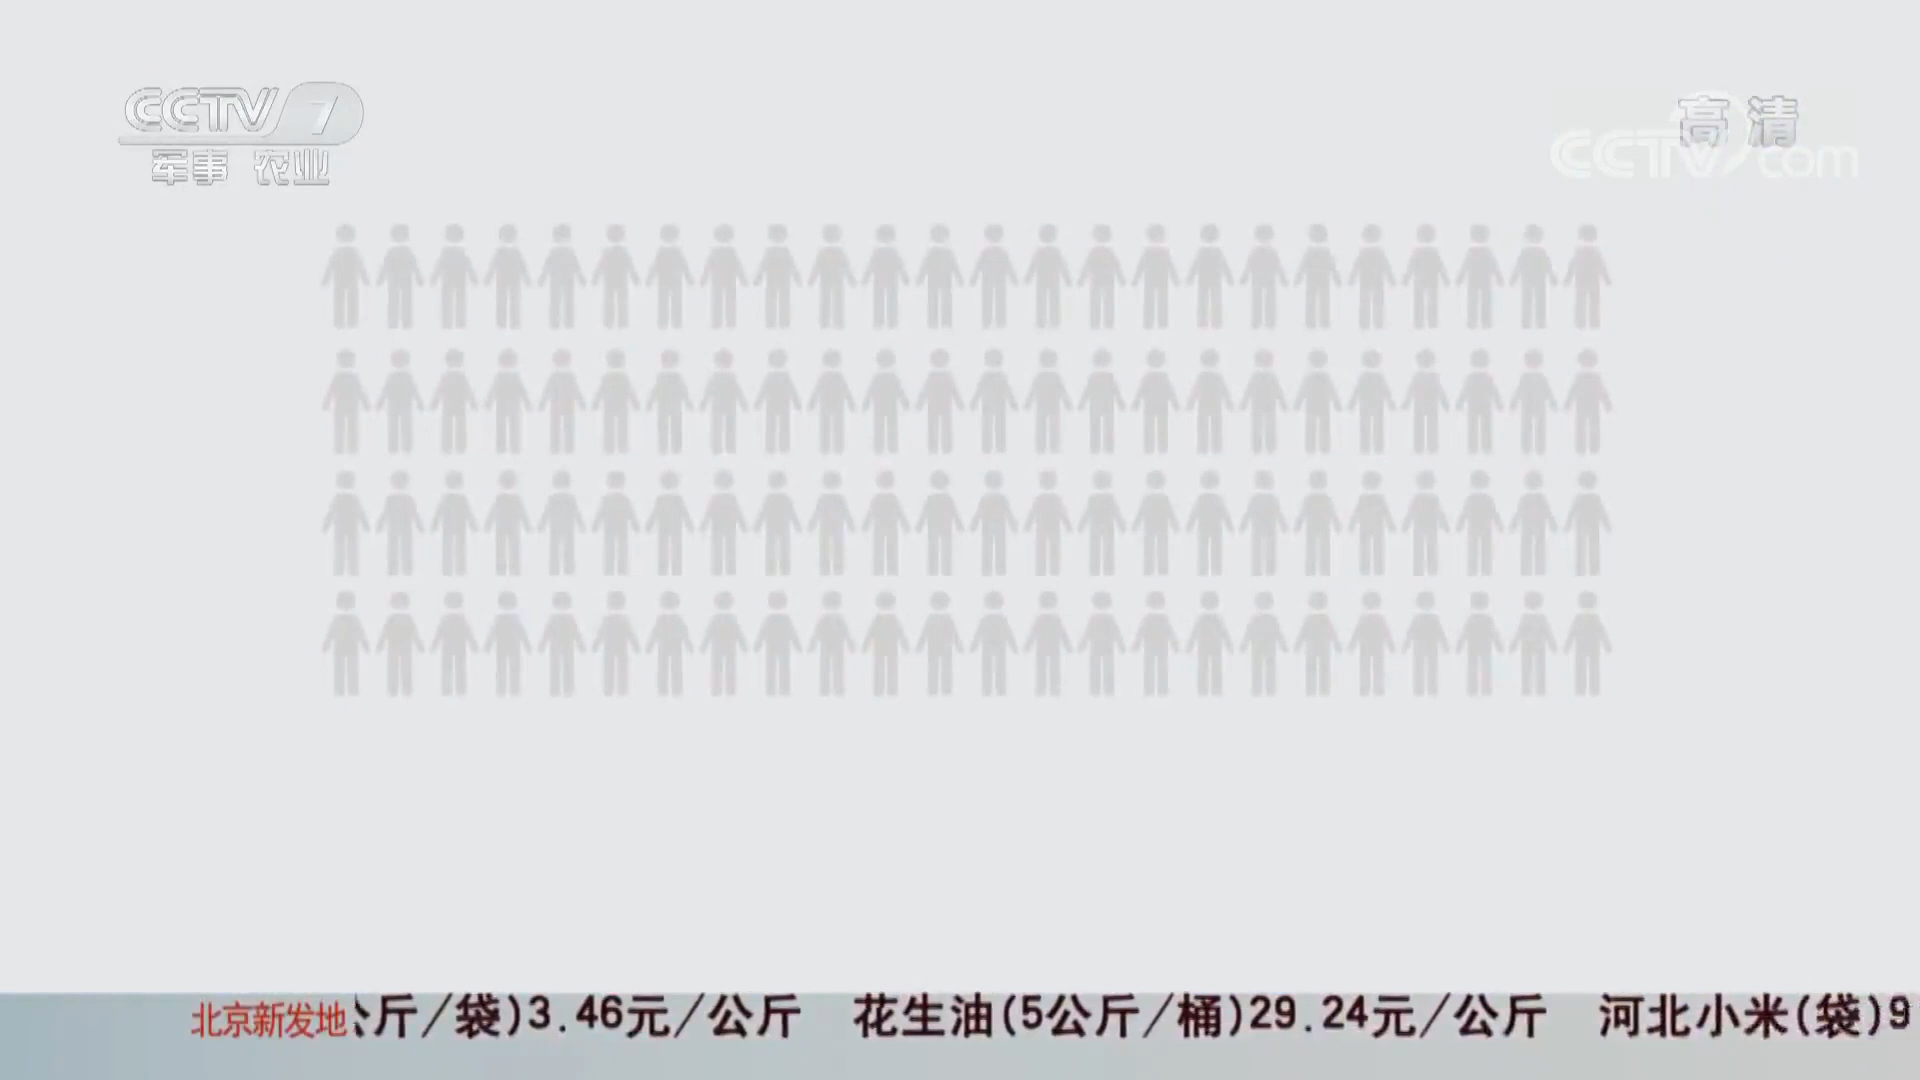 CCTV 7
军事 农业
高清
CCTV.com
北京新发地
公斤/袋)3.46元/公斤 花生油(5公斤/桶)29.24元/公斤 河北小米(袋)9